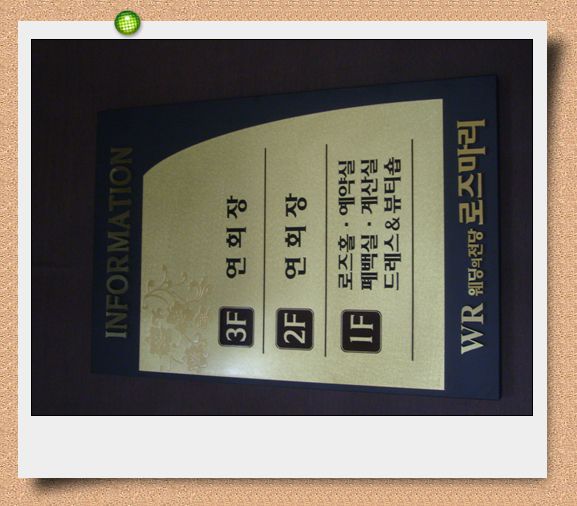 INFORMATION
3F 연회장
2F 연회장
1F 로즈홀 · 예약실
폐백실 · 계산실
드레스&뷰티숍
WR 웨딩의전당 로즈마리